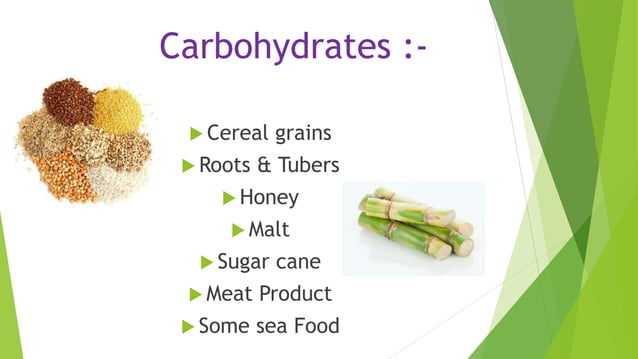 Carbohydrates :-
Cereal grains
Roots & Tubers
Honey
Malt
Sugar cane
Meat Product
Some sea Food